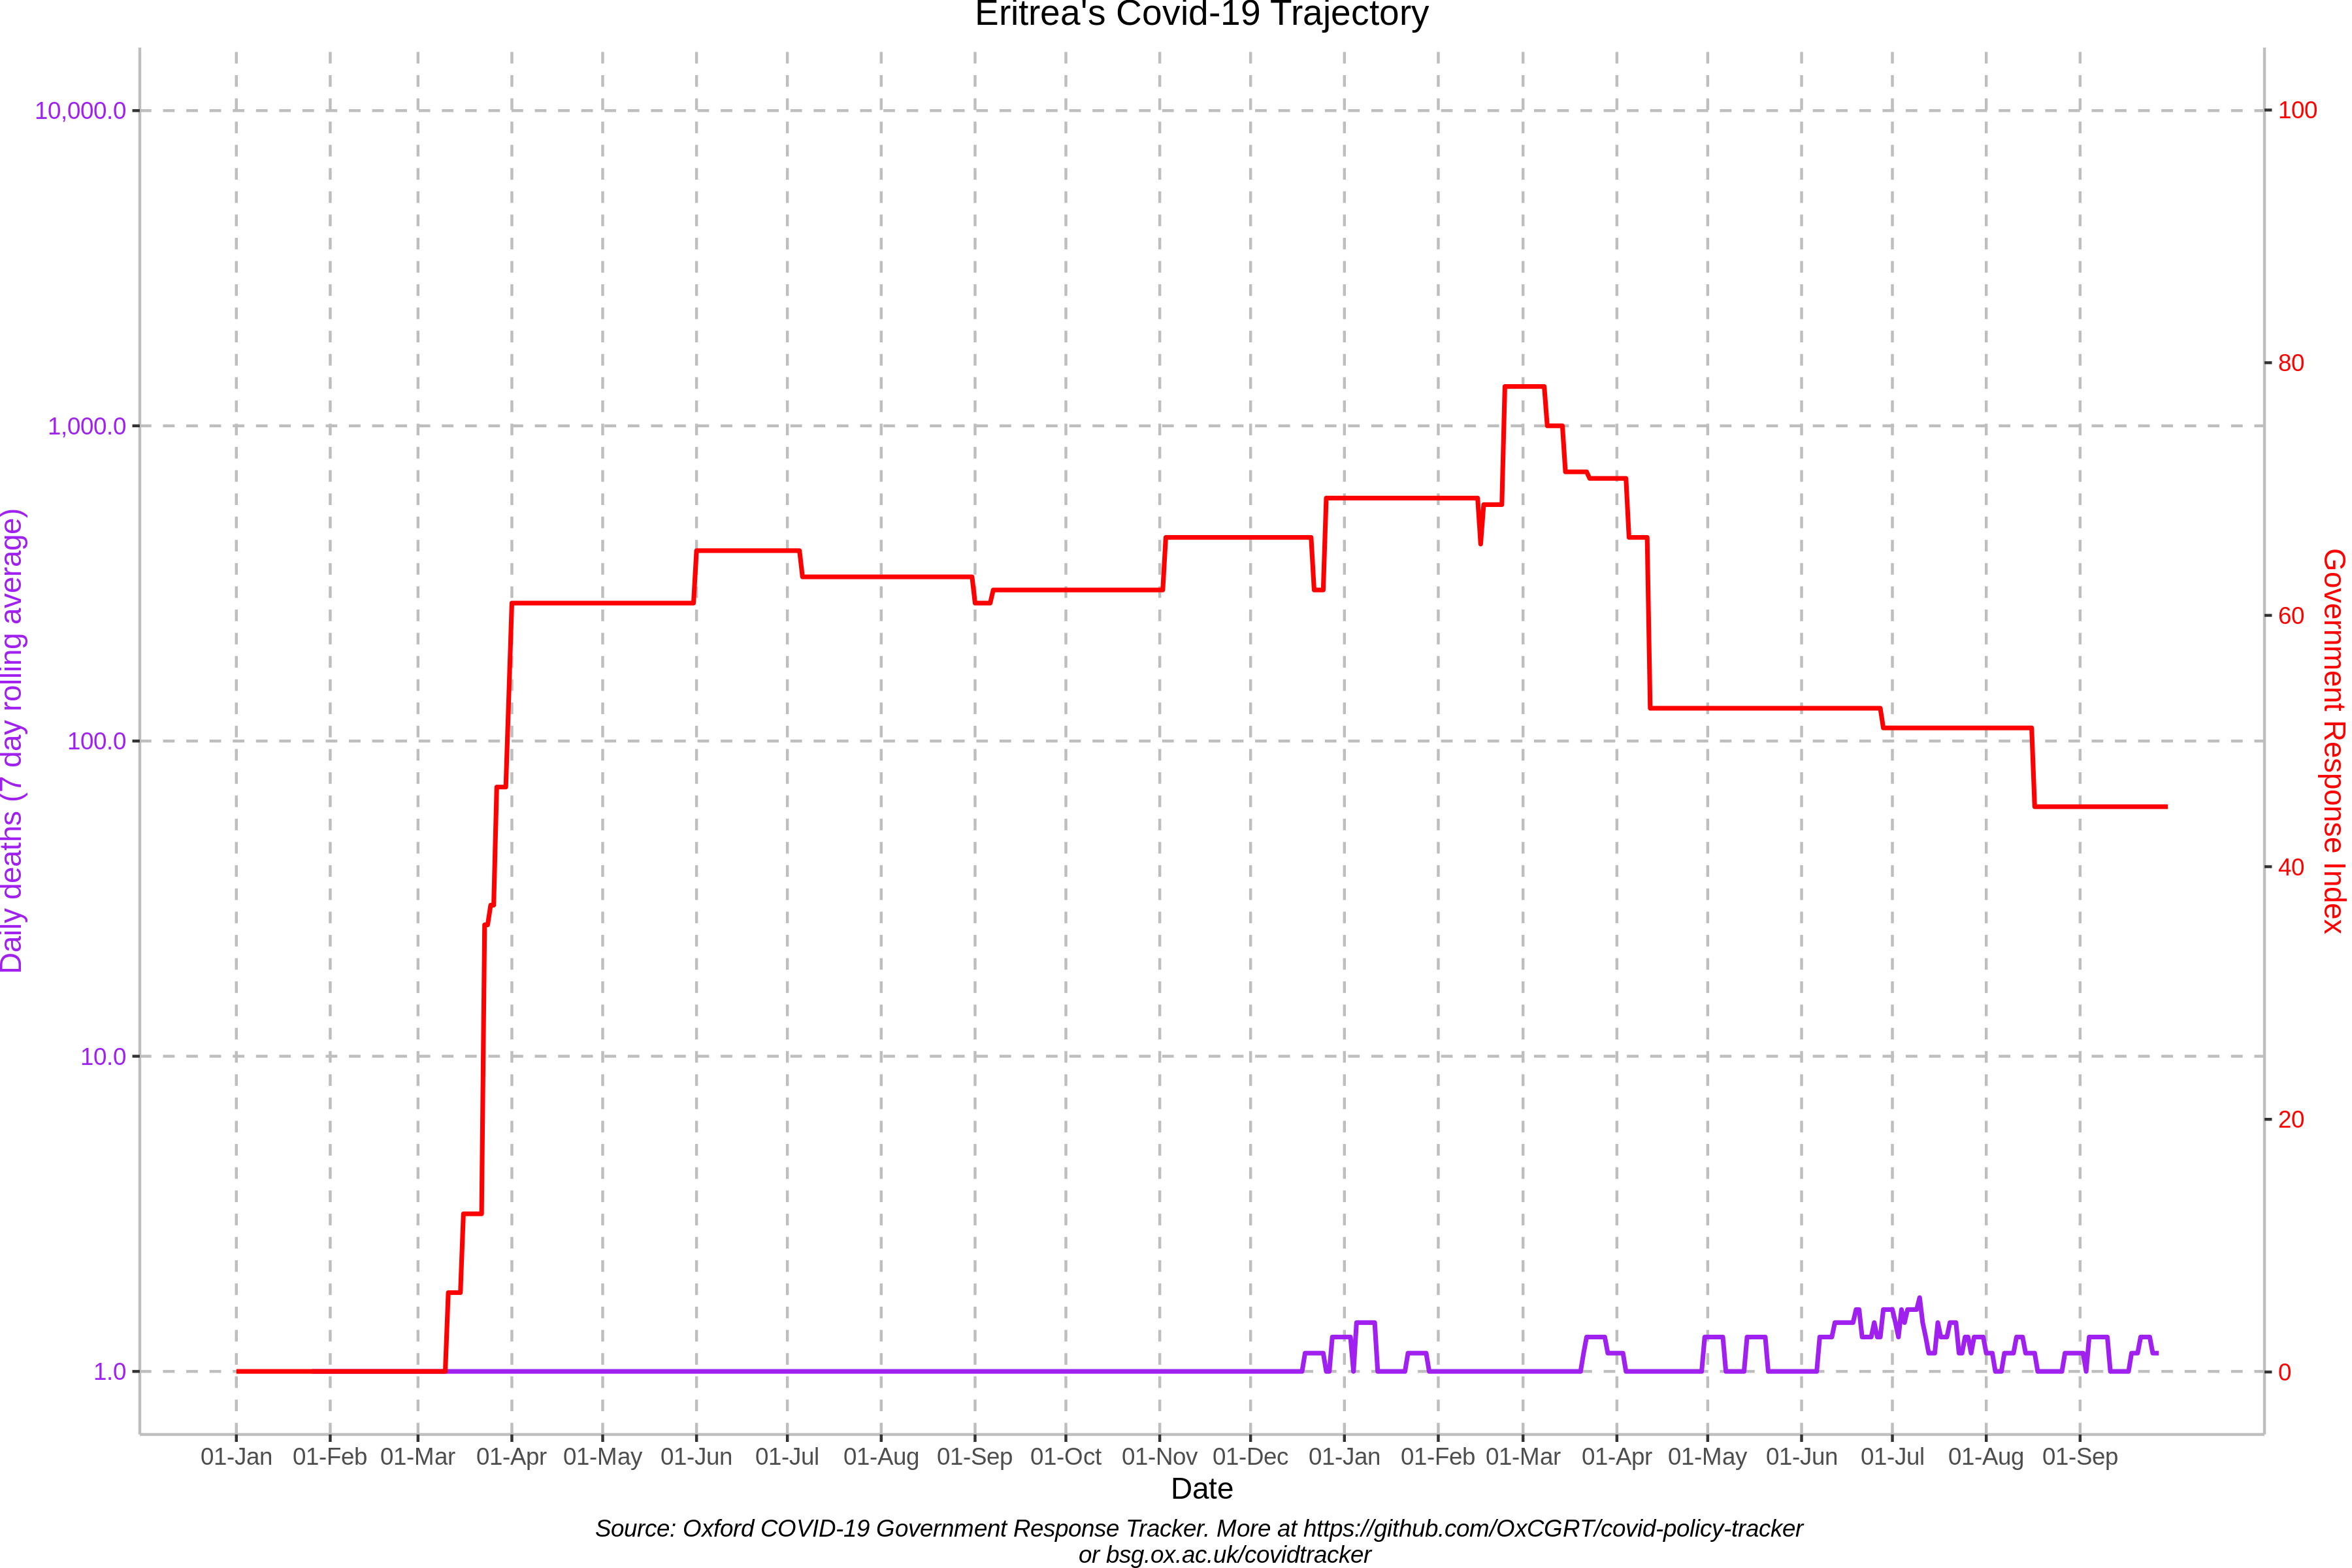 Eritrea's Covid-19 Trajectory
10,000.0
1,000.0
100.0
10.0
1.0
Daily deaths (7 day rolling average)
100
80
60
40
20
0
Government Response Index
01-Jan 01-Feb 01-Mar 01-Apr 01-May 01-Jun 01-Jul 01-Aug 01-Sep 01-Oct 01-Nov 01-Dec 01-Jan 01-Feb 01-Mar 01-Apr 01-May 01-Jun 01-Jul 01-Aug 01-Sep
Date
Source: Oxford COVID-19 Government Response Tracker. More at https://github.com/OxCGRT/covid-policy-tracker
or bsg.ox.ac.uk/covidtracker